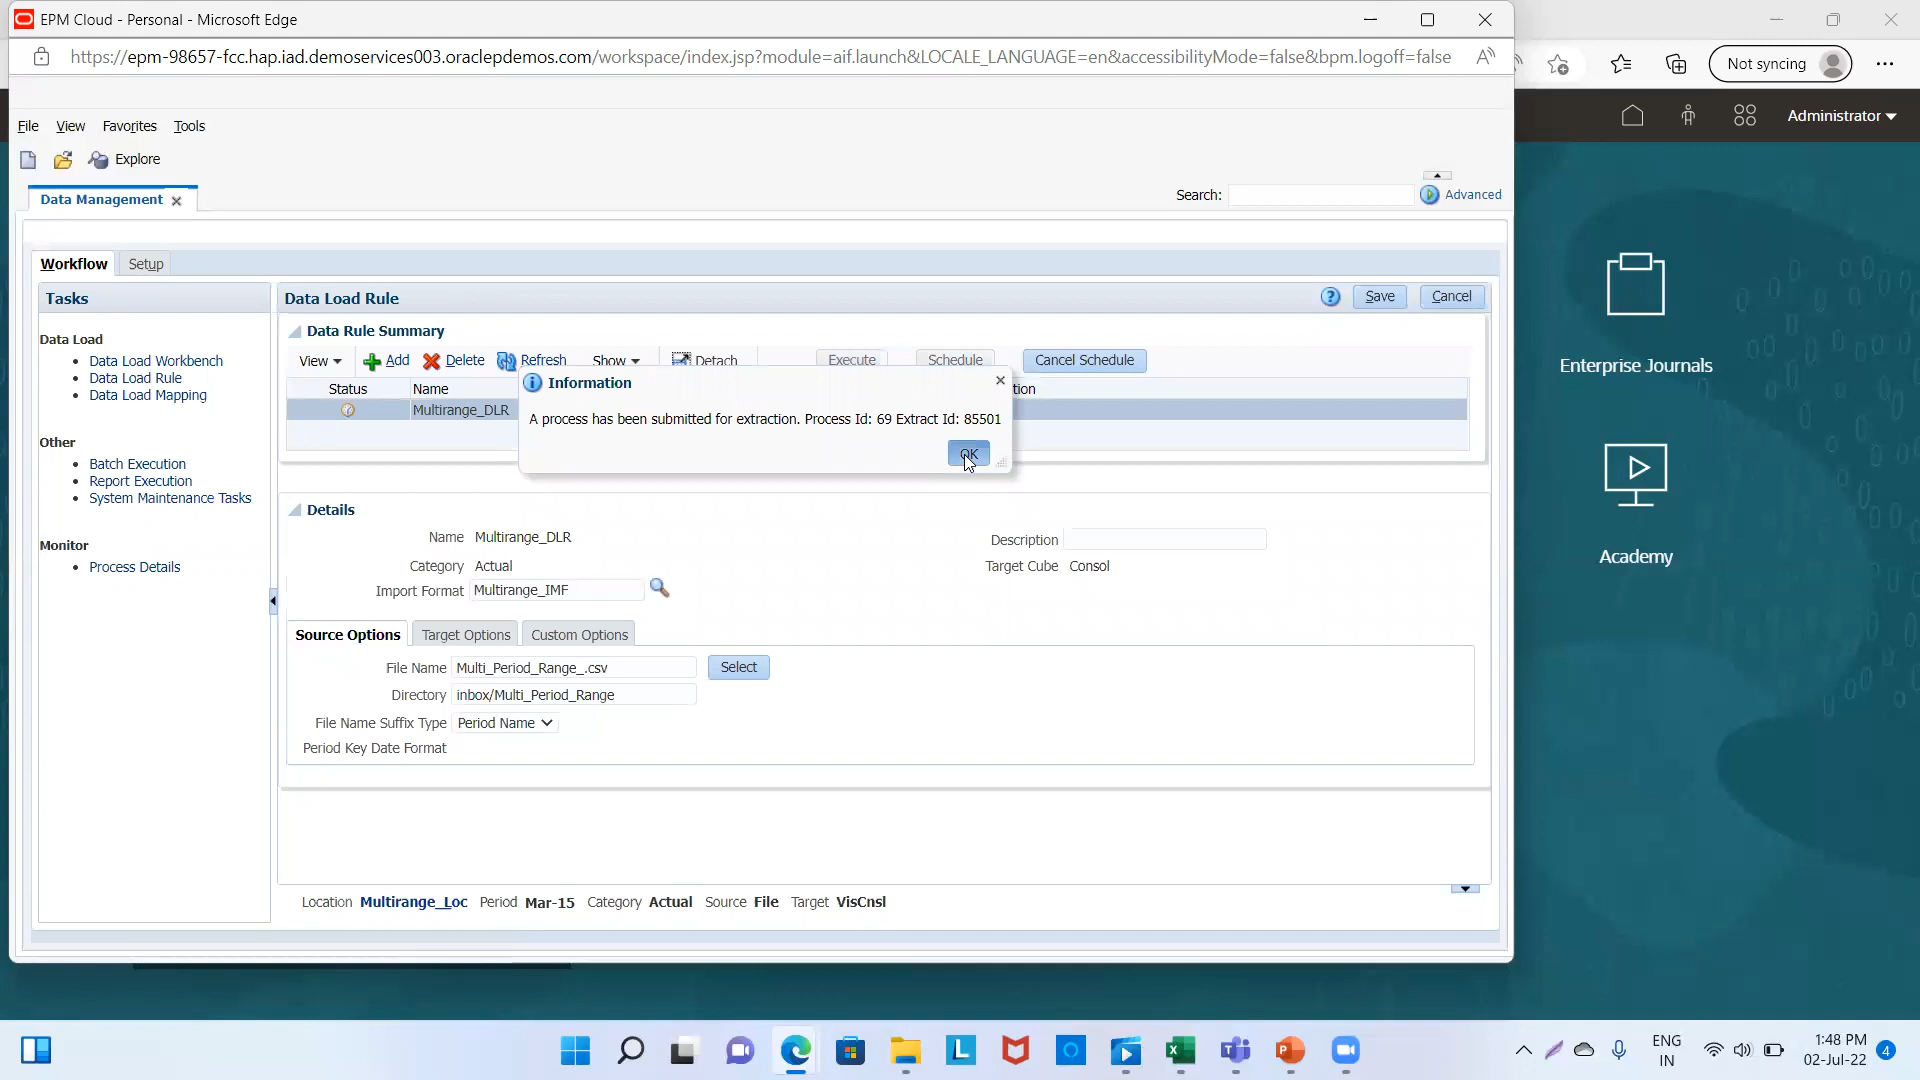 EPM Cloud - Personal - Microsoft Edge
https://epm-98657-fcc.hap.iad.demoservices003.oraclepdemos.com/workspace/index.jsp?module=aif.launch&LOCALE_LANGUAGE=en&accessibilityMode=false&bpm.logoff=false
Not syncing
Administrator
File View Favorites Tools
Explore
Data Management
Search: Advanced
Workflow Setup
Tasks
Data Load
Data Load Workbench
Data Load Rule
Data Load Mapping
Other
Batch Execution
Report Execution
System Maintenance Tasks
Monitor
Process Details
Data Load Rule
Save Cancel
Data Rule Summary
View Add Delete Refresh Show Detach Execute Schedule Cancel Schedule
Status Name tion
Multirange_DLR
Information
A process has been submitted for extraction. Process Id: 69 Extract Id: 85501
OK
Details
Name Multirange_DLR
Description
Category Actual
Target Cube Consol
Import Format Multirange_IMF
Source Options Target Options Custom Options
File Name Multi_Period_Range_.csv Select
Directory inbox/Multi_Period_Range
File Name Suffix Type Period Name
Period Key Date Format
Location Multirange_Loc Period Mar-15 Category Actual Source File Target VisCnsl
Enterprise Journals
Academy
ENG
IN
1:48 PM
02-Jul-22
4